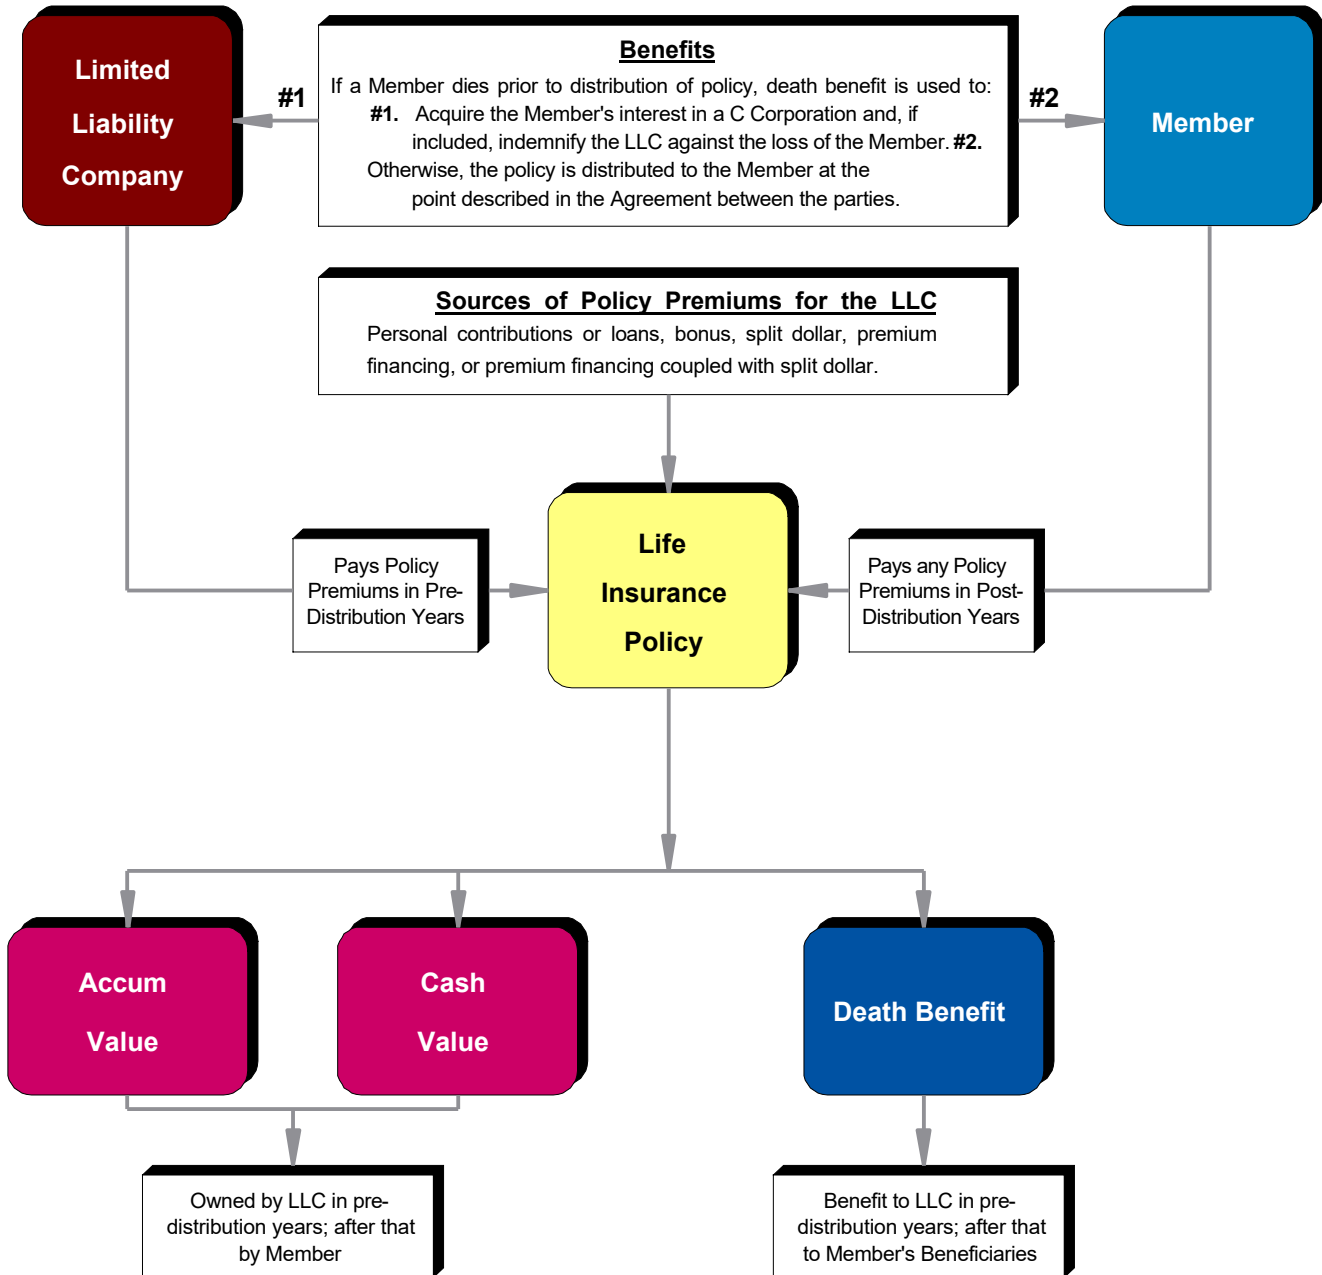 Limited
Liability
Company
#1
Benefits
If a Member dies prior to distribution of policy, death benefit is used to:
#1. Acquire the Member's interest in a C Corporation and, if
included, indemnify the LLC against the loss of the Member. #2.
Otherwise, the policy is distributed to the Member at the
point described in the Agreement between the parties.
#2
Member
Sources of Policy Premiums for the LLC
Personal contributions or loans, bonus, split dollar, premium
financing, or premium financing coupled with split dollar.
Pays Policy
Premiums in Pre-
Distribution Years
Life
Insurance
Policy
Pays any Policy
Premiums in Post-
Distribution Years
Accum
Value
Cash
Value
Death Benefit
Owned by LLC in pre-
distribution years; after that
by Member
Benefit to LLC in pre-
distribution years; after that
to Member's Beneficiaries